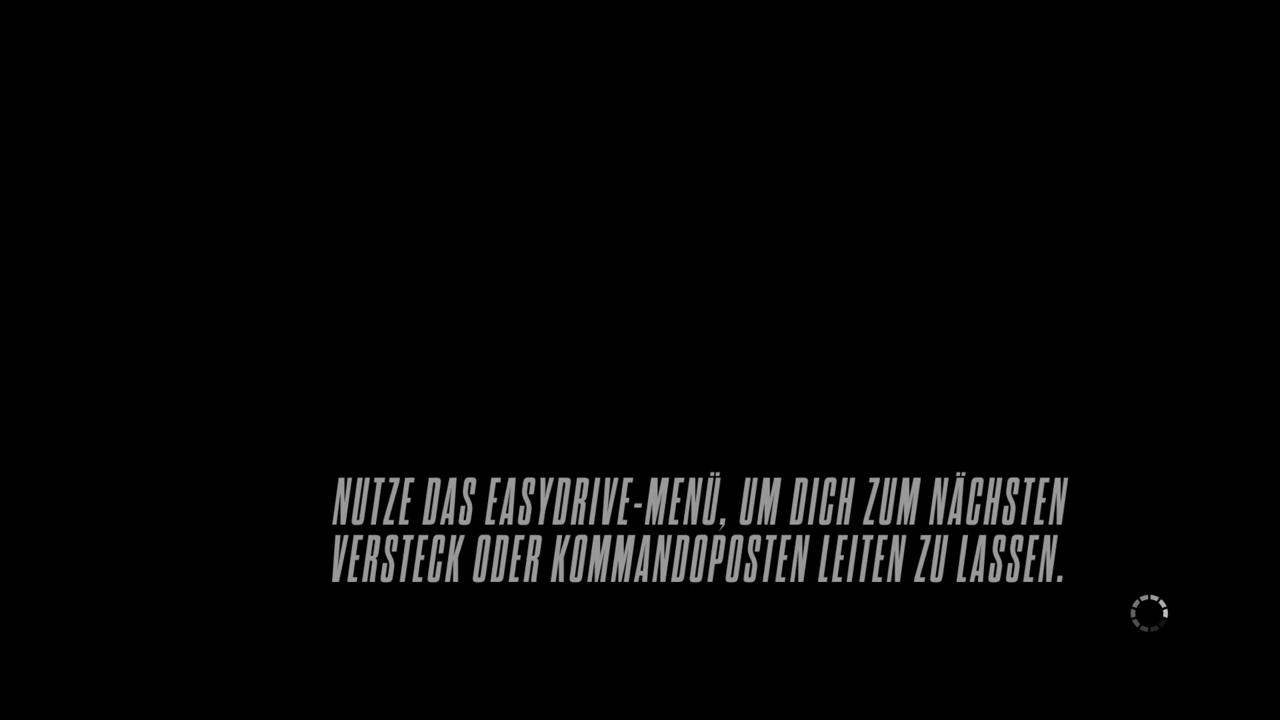 NUTZE DAS EASYDRIVE-MENÜ, UM DICH ZUM NÄCHSTEN
VERSTECK ODER KOMMANDOPOSTEN LEITEN ZU LASSEN.